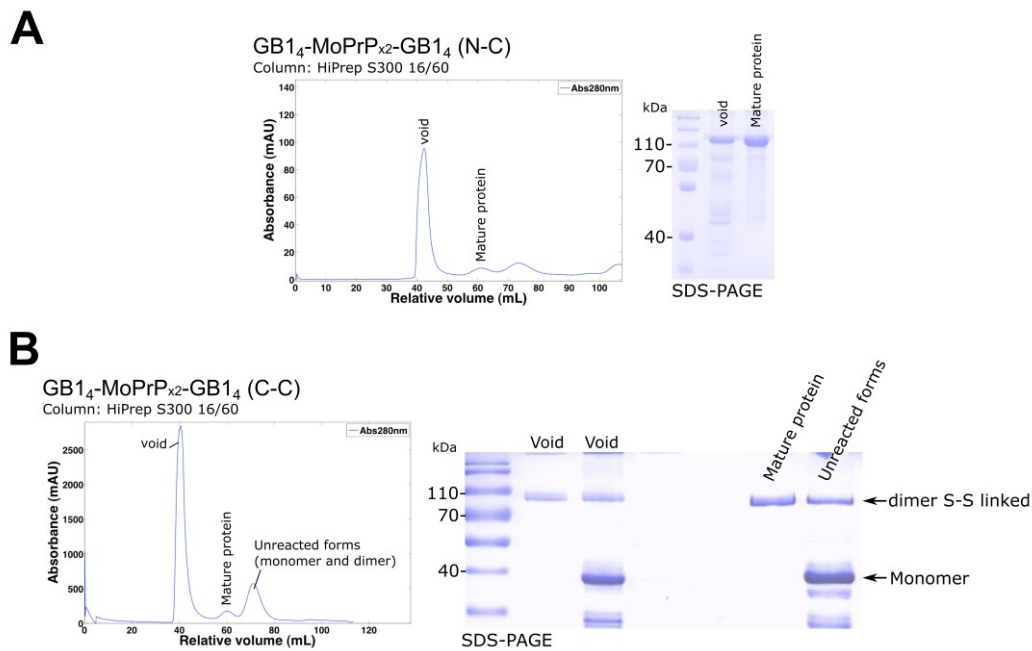 A
GB1₄-MoPrPₓ₂-GB1₄ (N-C)
Column: HiPrep S300 16/60
Abs280nm
140
120
100
80
60
40
20
0
Absorbance (mAU)
void
Mature protein
0 10 20 30 40 50 60 70 80 90 100
Relative volume (mL)
kDa
void
Mature protein
110-
70-
40-
SDS-PAGE
B
GB1₄-MoPrPₓ₂-GB1₄ (C-C)
Column: HiPrep S300 16/60
Abs280nm
2500
2000
1500
1000
500
0
Absorbance (mAU)
void
Mature protein
Unreacted forms
(monomer and dimer)
0 20 40 60 80 100 120
Relative volume (mL)
kDa
Void Void
Mature protein
Unreacted forms
110-
70-
40-
dimer S-S linked
Monomer
SDS-PAGE